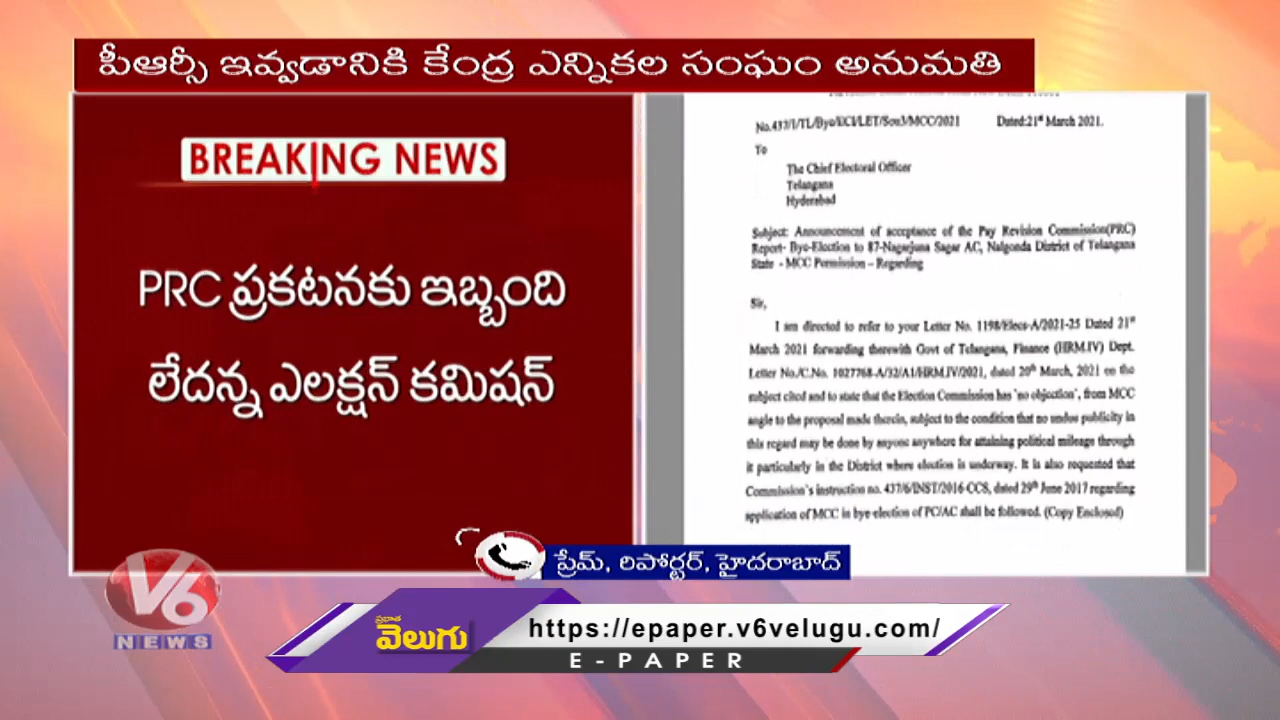 పీఆర్సీ ఇవ్వడానికి కేంద్ర ఎన్నికల సంఘం అనుమతి
BREAKING NEWS
PRC ప్రకటనకు ఇబ్బంది
లేదన్న ఎలక్షన్ కమిషన్
No.437/1/TL/Bye/ECI/LET/Sou3/MCC/2021 Dated:21st March 2021.
To
The Chief Electoral Officer
Telangana
Hyderabad
Subject: Announcement of acceptance of the Pay Revision Commission(PRC)
Report- Bye-Election to 87-Nagarjuna Sagar AC, Nalgonda District of Telangana
State - MCC Permission – Regarding
Sir,
I am directed to refer to your Letter No. 1198/Elecs-A/2021-25 Dated 21st
March 2021 forwarding therewith Govt of Telangana, Finance (HRM.IV) Dept.
Letter No./C.No. 1027768-A/32/A1/HRM.IV/2021, dated 20th March, 2021 on the
subject cited and to state that the Election Commission has 'no objection', from MCC
angle to the proposal made therein, subject to the condition that no undue publicity in
this regard may be done by anyone anywhere for attaining political mileage through
it particularly in the District where election is underway. It is also requested that
Commission's instruction no. 437/6/INST/2016-CCS, dated 29th June 2017 regarding
application of MCC in bye election of PC/AC shall be followed. (Copy Enclosed)
ప్రేమ్, రిపోర్టర్, హైదరాబాద్
V6
NEWS
ప్రభాత
వెలుగు
https://epaper.v6velugu.com/
E-PAPER